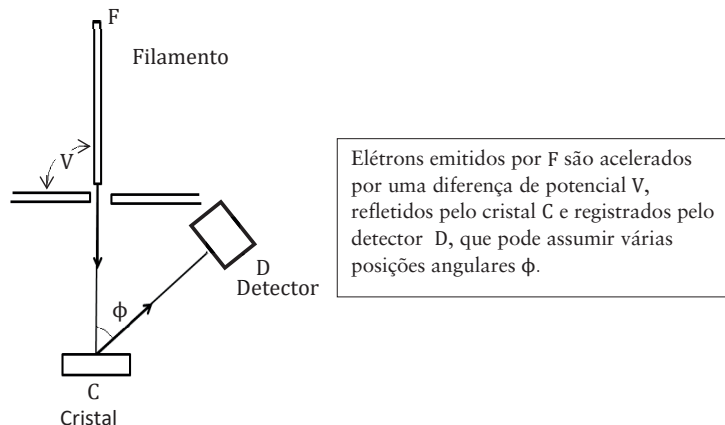 F
Filamento
V
Elétrons emitidos por F são acelerados
por uma diferença de potencial V,
refletidos pelo cristal C e registrados pelo
detector D, que pode assumir várias
posições angulares ϕ.
D
Detector
ϕ
C
Cristal